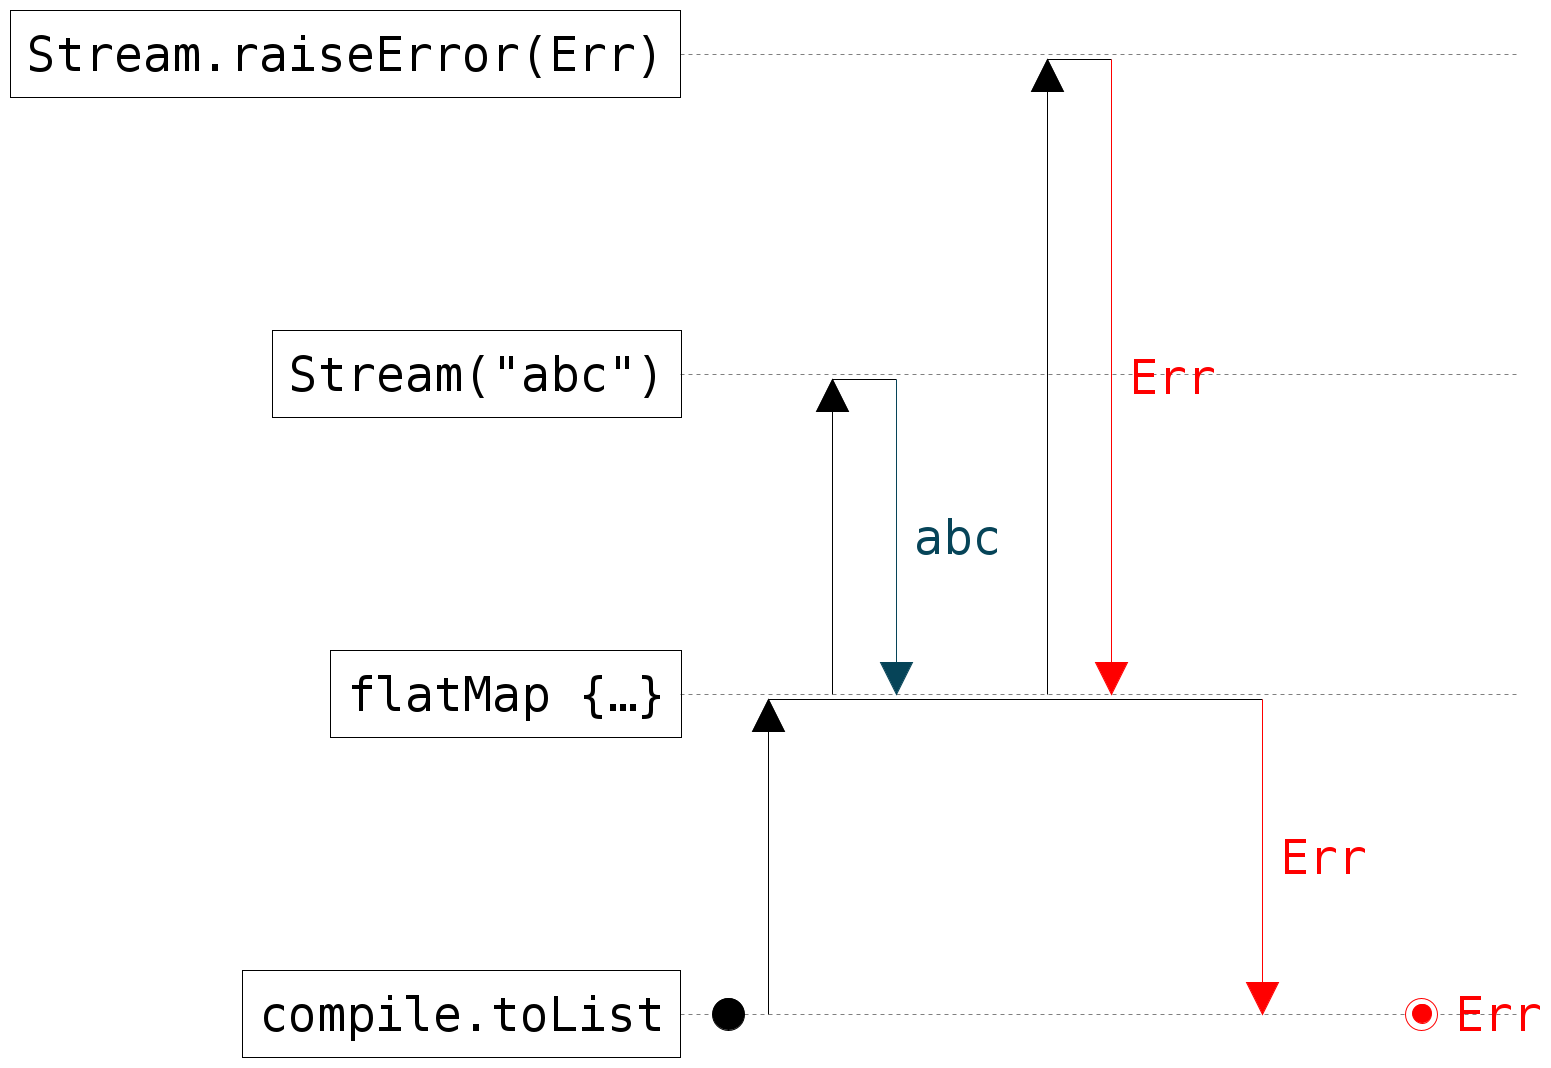 Stream.raiseError(Err)
Stream("abc")
Err
abc
flatMap {…}
Err
compile.toList
Err